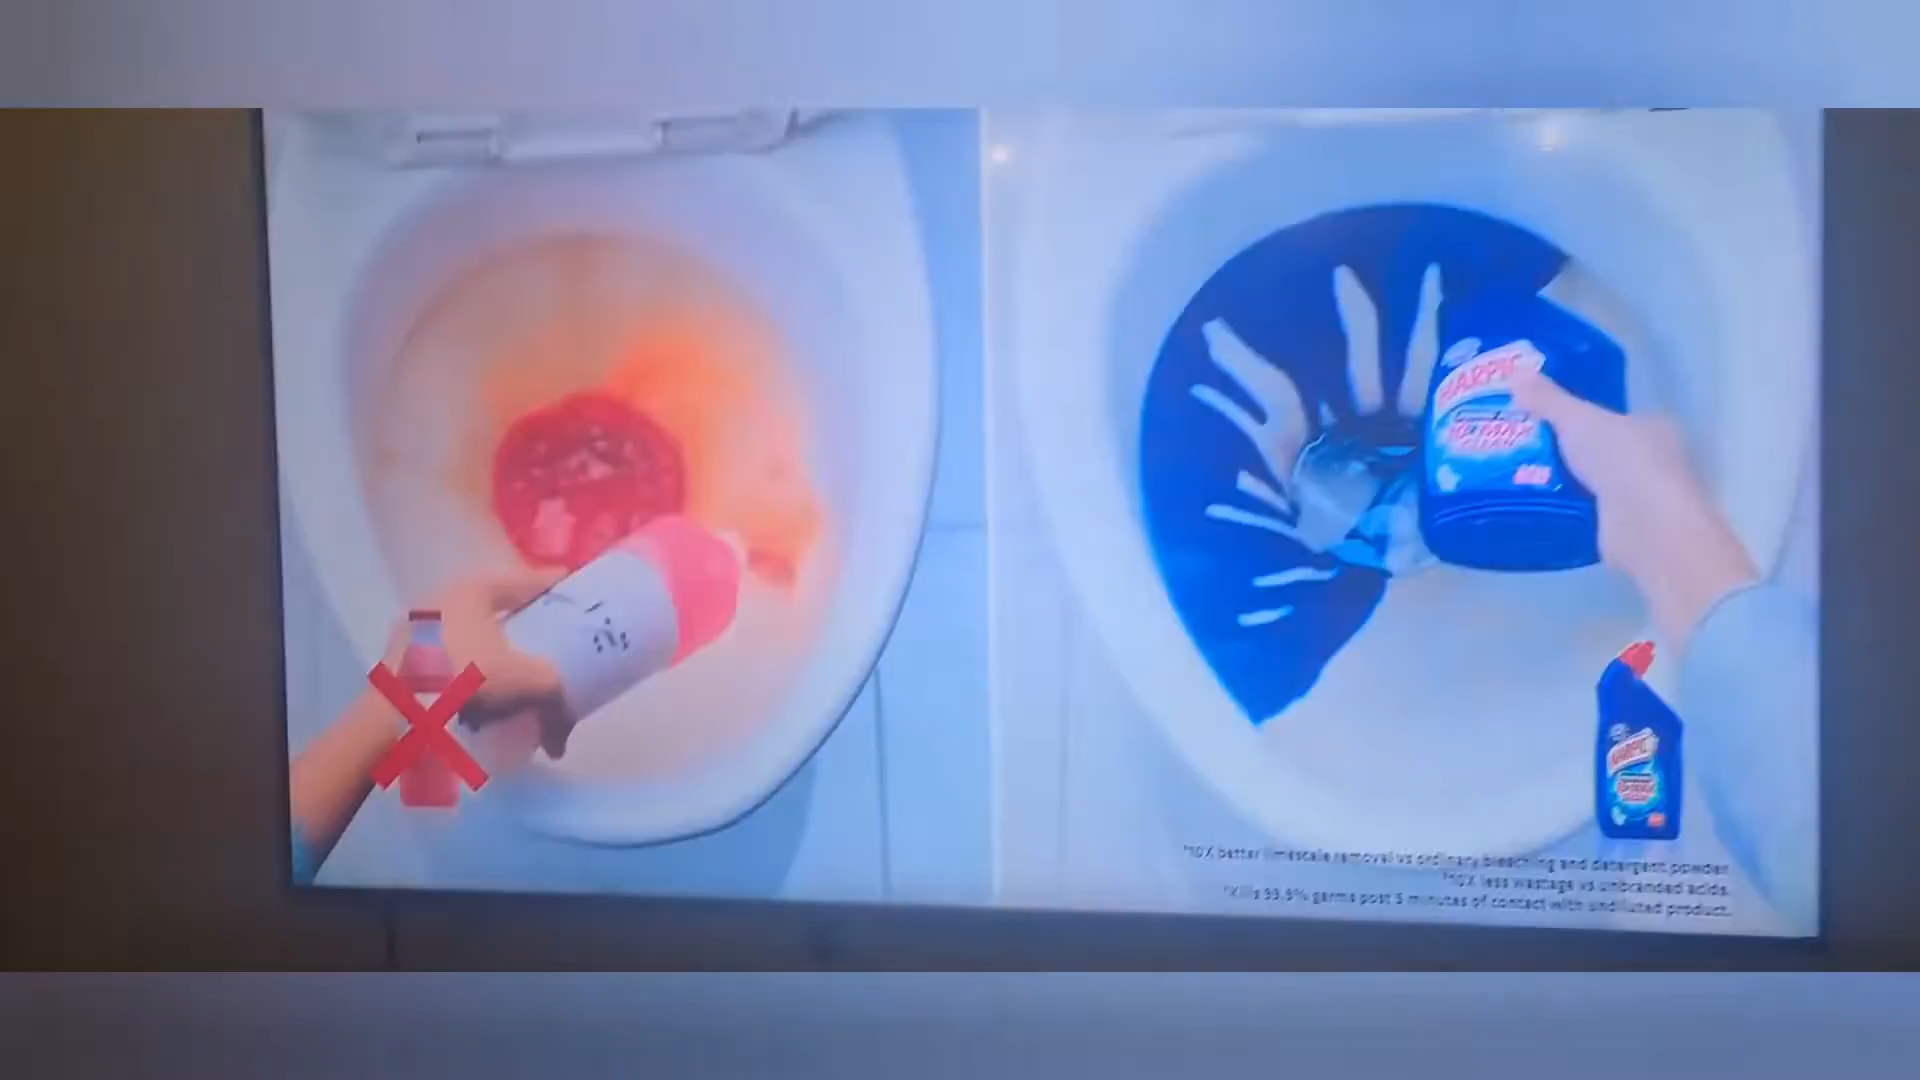 HARPIC
HARPIC
*10X better limescale removal vs ordinary bleaching and detergent powder.
*10X less wastage vs unbranded acids.
*Kills 99.9% germs post 5 minutes of contact with undiluted product.